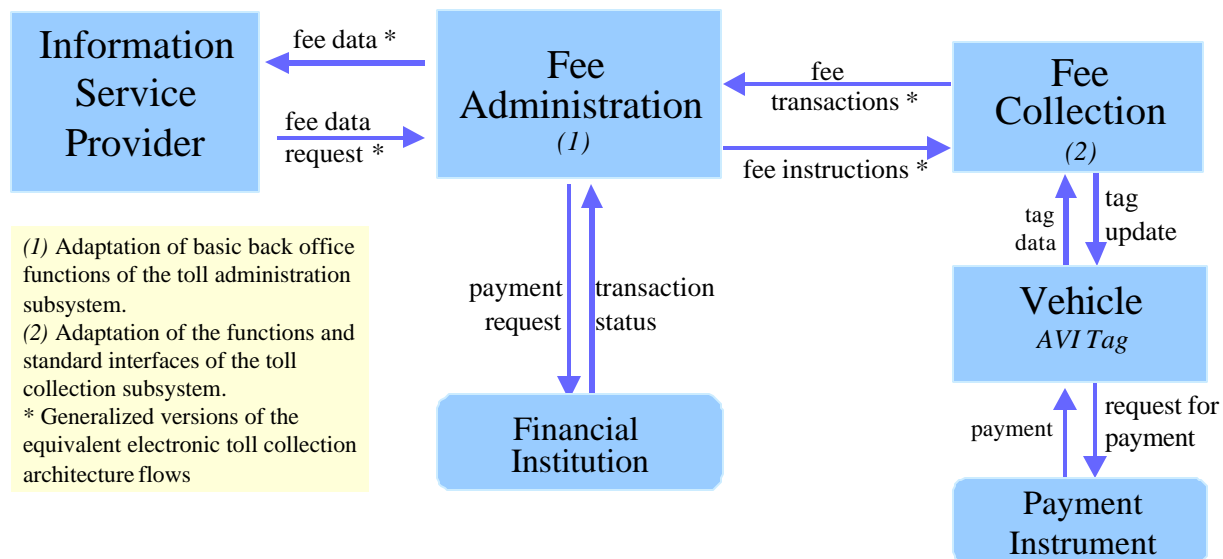 Information
Service
Provider
fee data *
fee data
request *
Fee
Administration
(1)
fee
transactions *
fee instructions *
Fee
Collection
(2)
tag
data
tag
update
(1) Adaptation of basic back office
functions of the toll administration
subsystem.
(2) Adaptation of the functions and
standard interfaces of the toll
collection subsystem.
* Generalized versions of the
equivalent electronic toll collection
architecture flows
payment
request
transaction
status
Vehicle
AVI Tag
Financial
Institution
payment
request for
payment
Payment
Instrument